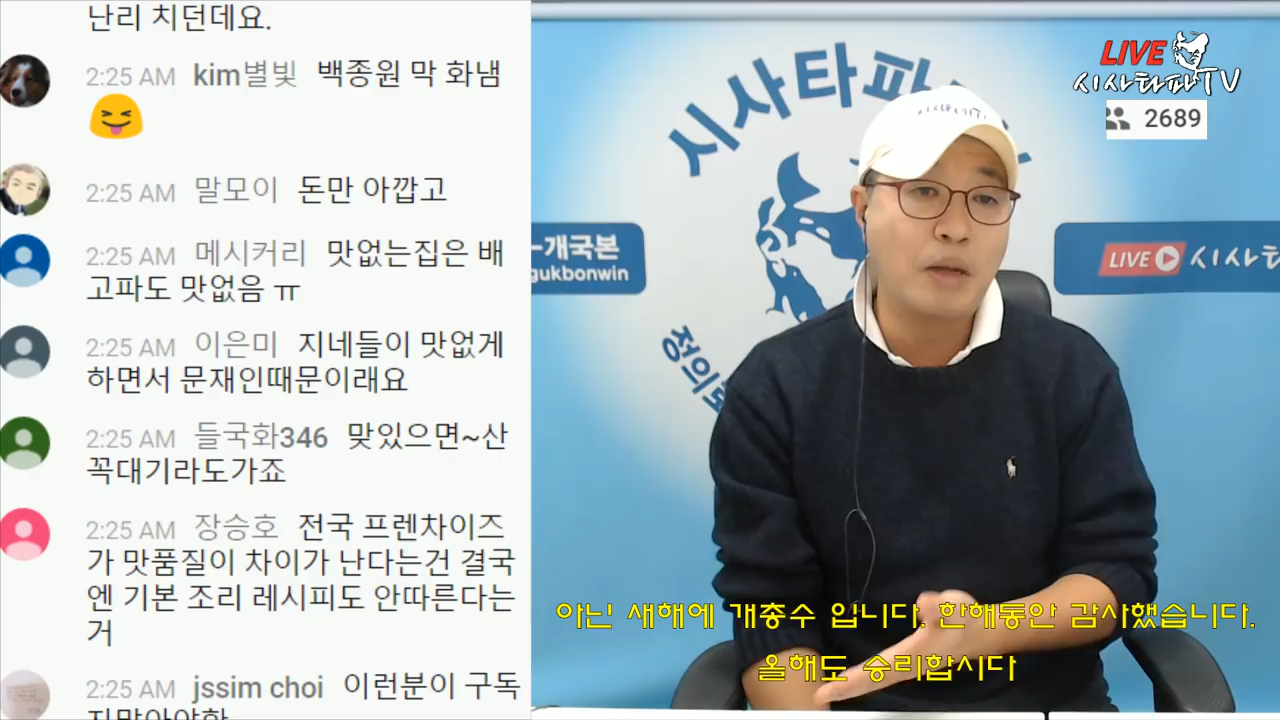 난리 치던데요.
2:25 AM kim별빛 백종원 막 화냄
2:25 AM 말모이 돈만 아깝고
2:25 AM 메시커리 맛없는집은 배
고파도 맛없음 ㅠ
2:25 AM 이은미 지네들이 맛없게
하면서 문재인때문이래요
2:25 AM 들국화346 맞있으면~산
꼭대기라도가죠
2:25 AM 장승호 전국 프렌차이즈
가 맛품질이 차이가 난다는건 결국
엔 기본 조리 레시피도 안따른다는
거
2:25 AM jssim choi 이런분이 구독
LIVE
시사타파TV
2689
시사타파
개국본
gukbonwin
LIVE 시사타
정의로
아닌 새해에 개총수 입니다. 한해동안 감사했습니다.
올해도 승리합시다